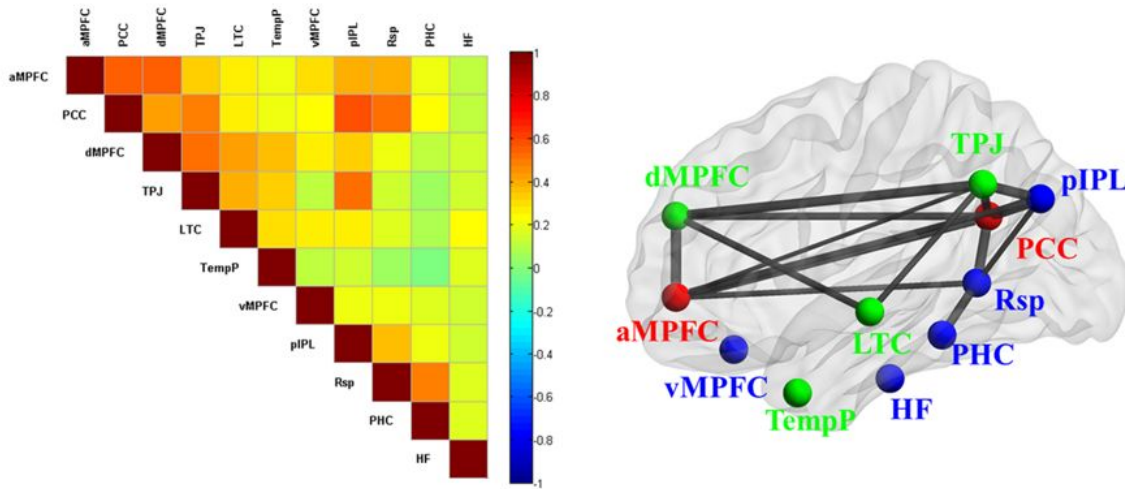 aMPFC
PCC
dMPFC
TPJ
LTC
TempP
vMPFC
pIPL
Rsp
PHC
HF
aMPFC
PCC
dMPFC
TPJ
LTC
TempP
vMPFC
pIPL
Rsp
PHC
HF
1
0.8
0.6
0.4
0.2
0
-0.2
-0.4
-0.6
-0.8
-1
TPJ
dMPFC
pIPL
PCC
Rsp
aMPFC
LTC
PHC
vMPFC
HF
TempP